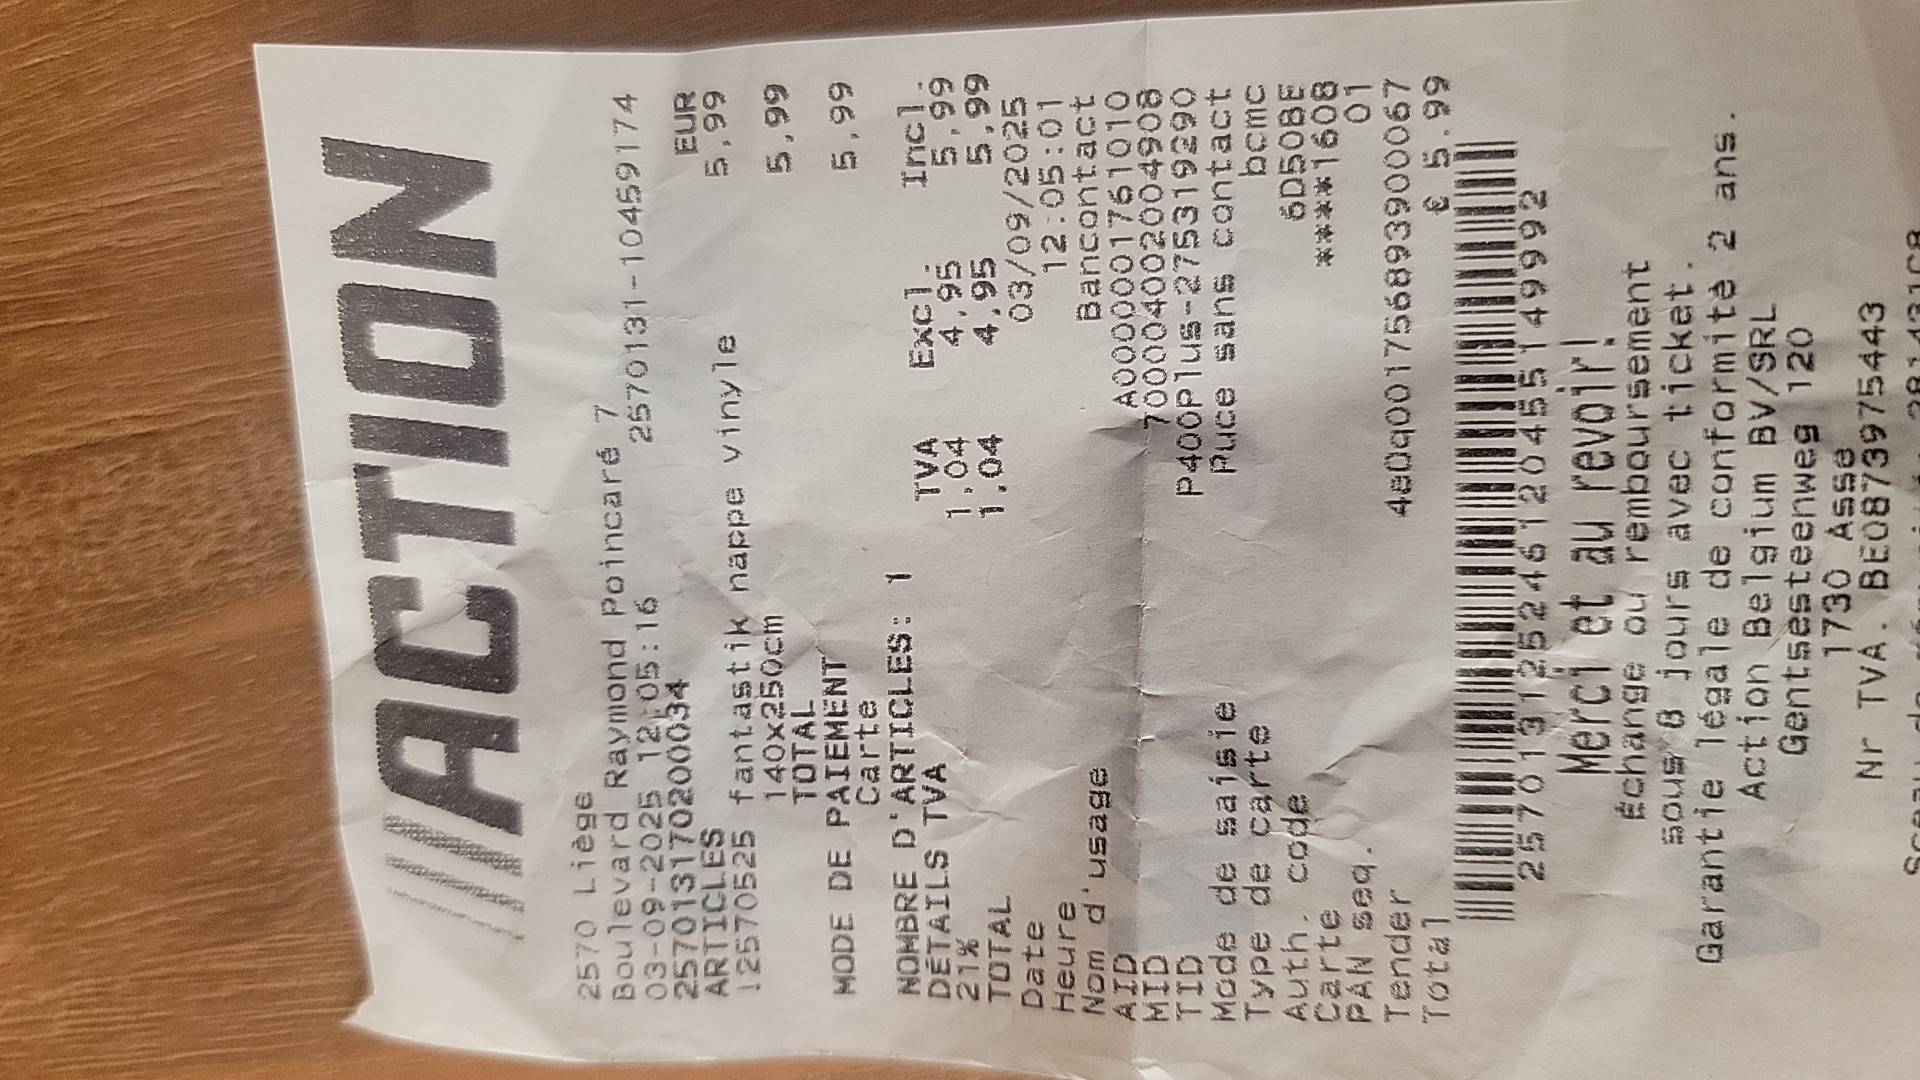 ACTION
2570 Liège
Boulevard Raymond Poincaré 7
03-09-2025 12:05:16 2570131-10459174
257013170200034
ARTICLES EUR
12570525 fantastik nappe vinyle 5,99
140x250cm
TOTAL 5,99
MODE DE PAIEMENT
Carte 5,99
NOMBRE D'ARTICLES: 1
DÉTAILS TVA TVA Excl. Incl.
21% 1,04 4,95 5,99
TOTAL 1,04 4,95 5,99
Date 03/09/2025
Heure 12:05:01
Nom d'usage Bancontact
AID A0000001761010
MID 700004002004908
TID P400Plus-275319290
Mode de saisie Puce sans contact
Type de carte bcmc
Auth. code 6D508E
Carte ****1608
PAN seq. 01
Tender 4e0q001756893900067
Total € 5.99
Merci et au revoir!
Échange ou remboursement
sous 8 jours avec ticket.
Garantie légale de conformité 2 ans.
Action Belgium BV/SRL
Gentsesteenweg 120
1730 Asse
Nr TVA. BE0873975443